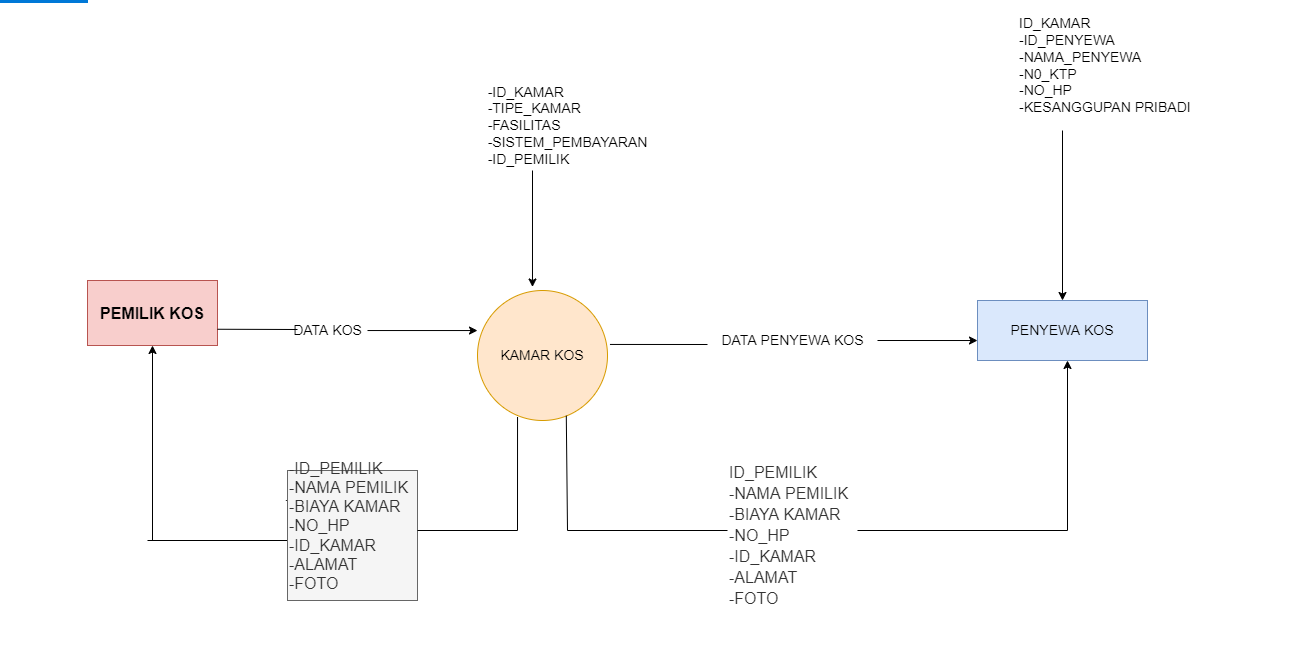 ID_KAMAR
-ID_PENYEWA
-NAMA_PENYEWA
-N0_KTP
-NO_HP
-KESANGGUPAN PRIBADI
-ID_KAMAR
-TIPE_KAMAR
-FASILITAS
-SISTEM_PEMBAYARAN
-ID_PEMILIK
PEMILIK KOS
DATA KOS
KAMAR KOS
DATA PENYEWA KOS
PENYEWA KOS
-ID_PEMILIK
-NAMA PEMILIK
-BIAYA KAMAR
-NO_HP
-ID_KAMAR
-ALAMAT
-FOTO
ID_PEMILIK
-NAMA PEMILIK
-BIAYA KAMAR
-NO_HP
-ID_KAMAR
-ALAMAT
-FOTO